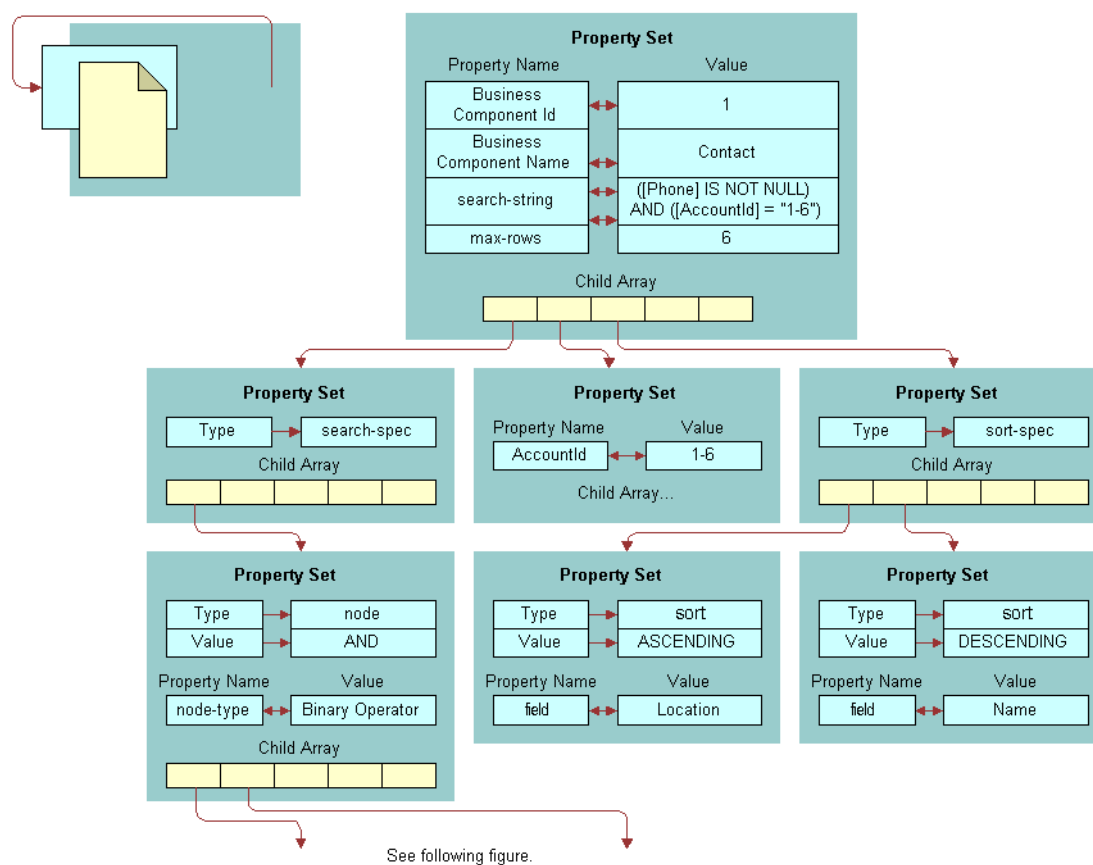 Property Set
Property Name Value
Business Component Id 1
Business Component Name Contact
search-string ([Phone] IS NOT NULL) AND ([AccountId] = "1-6")
max-rows 6
Child Array
Property Set
Type search-spec
Child Array
Property Set
Property Name Value
AccountId 1-6
Child Array...
Property Set
Type sort-spec
Child Array
Property Set
Type node
Value AND
Property Name Value
node-type Binary Operator
Child Array
Property Set
Type sort
Value ASCENDING
Property Name Value
field Location
Property Set
Type sort
Value DESCENDING
Property Name Value
field Name
See following figure.